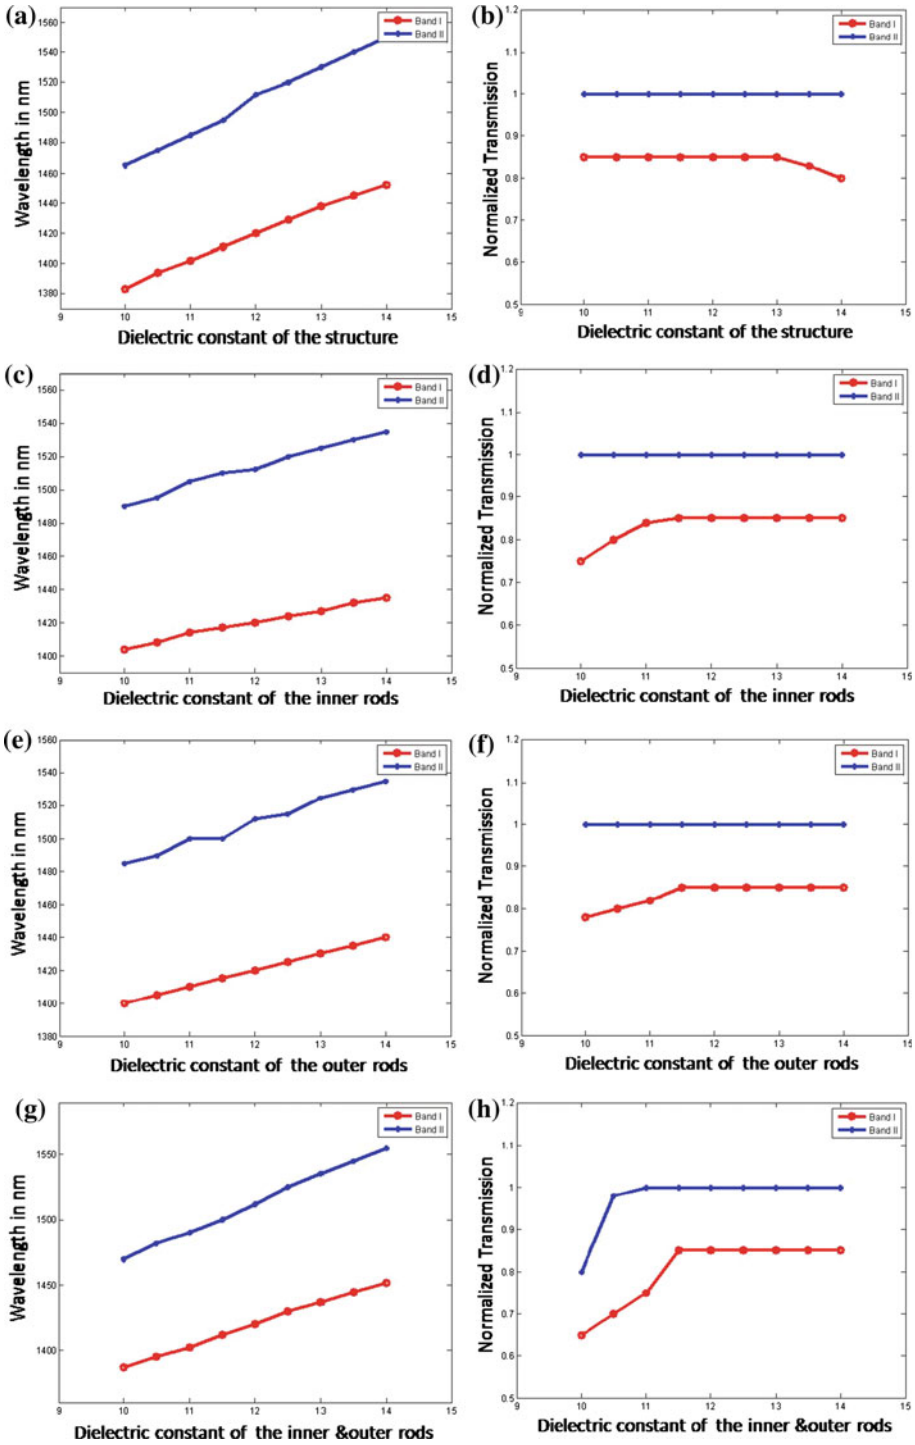 (a)
Wavelength in nm
1560
1540
1520
1500
1480
1460
1440
1420
1400
1380
9 10 11 12 13 14 15
Dielectric constant of the structure
Band I
Band II
(b)
Normalized Transmission
1.2
1.1
1
0.9
0.8
0.7
0.6
0.5
9 10 11 12 13 14 15
Dielectric constant of the structure
Band I
Band II
(c)
Wavelength in nm
1560
1540
1520
1500
1480
1460
1440
1420
1400
9 10 11 12 13 14 15
Dielectric constant of the inner rods
Band I
Band II
(d)
Normalized Transmission
1.2
1.1
1
0.9
0.8
0.7
0.6
0.5
9 10 11 12 13 14 15
Dielectric constant of the inner rods
Band I
Band II
(e)
Wavelength in nm
1560
1540
1520
1500
1480
1460
1440
1420
1400
1380
9 10 11 12 13 14 15
Dielectric constant of the outer rods
Band I
Band II
(f)
Normalized Transmission
1.2
1.1
1
0.9
0.8
0.7
0.6
0.5
9 10 11 12 13 14 15
Dielectric constant of the outer rods
Band I
Band II
(g)
Wavelength in nm
1550
1500
1450
1400
9 10 11 12 13 14 15
Dielectric constant of the inner &outer rods
Band I
Band II
(h)
Normalized Transmission
1.2
1.1
1
0.9
0.8
0.7
0.6
0.5
9 10 11 12 13 14 15
Dielectric constant of the inner &outer rods
Band I
Band II